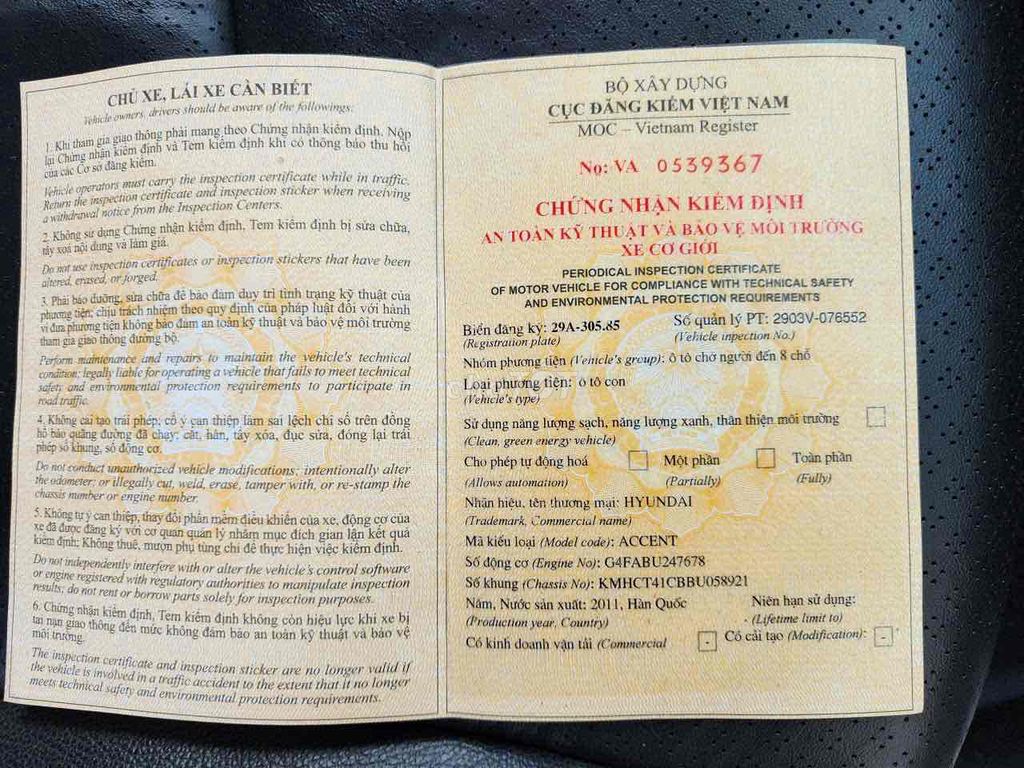 CHỦ XE, LÁI XE CẦN BIẾT
Vehicle owners, drivers should be aware of the followings:
1. Khi tham gia giao thông phải mang theo Chứng nhận kiểm định. Nộp
lại Chứng nhận kiểm định và Tem kiểm định khi có thông báo thu hồi
của các Cơ sở đăng kiểm.
Vehicle operators must carry the inspection certificate while in traffic.
Return the inspection certificate and inspection sticker when receiving
a withdrawal notice from the Inspection Centers.
2. Không sử dụng Chứng nhận kiểm định, Tem kiểm định bị sửa chữa,
tẩy xoá nội dung và làm giả.
Do not use inspection certificates or inspection stickers that have been
altered, erased, or forged.
3. Phải bảo dưỡng, sửa chữa để bảo đảm duy trì tình trạng kỹ thuật của
phương tiện; chịu trách nhiệm theo quy định của pháp luật đối với hành
vi đưa phương tiện không bảo đảm an toàn kỹ thuật và bảo vệ môi trường
tham gia giao thông đường bộ.
Perform maintenance and repairs to maintain the vehicle's technical
condition; legally liable for operating a vehicle that fails to meet technical
safety and environmental protection requirements to participate in
road traffic.
4. Không cải tạo trái phép; cố ý can thiệp làm sai lệch chỉ số trên đồng
hồ báo quãng đường đã chạy; cắt, hàn, tẩy xóa, đục sửa, đóng lại trái
phép số khung, số động cơ.
Do not conduct unauthorized vehicle modifications; intentionally alter
the odometer; or illegally cut, weld, erase, tamper with, or re-stamp the
chassis number or engine number.
5. Không tự ý can thiệp, thay đổi phần mềm điều khiển của xe, động cơ của
xe đã được đăng ký với cơ quan quản lý nhằm mục đích gian lận kết quả
kiểm định; Không thuê, mượn phụ tùng chỉ để thực hiện việc kiểm định.
Do not independently interfere with or alter the vehicle's control software
or engine registered with regulatory authorities to manipulate inspection
results; do not rent or borrow parts solely for inspection purposes.
6. Chứng nhận kiểm định, Tem kiểm định không còn hiệu lực khi xe bị
tai nạn giao thông đến mức không đảm bảo an toàn kỹ thuật và bảo vệ
môi trường.
The inspection certificate and inspection sticker are no longer valid if
the vehicle is involved in a traffic accident to the extent that it no longer
meets technical safety and environmental protection requirements.
BỘ XÂY DỰNG
CỤC ĐĂNG KIỂM VIỆT NAM
MOC – Vietnam Register
Nọ: VA 0539367
CHỨNG NHẬN KIỂM ĐỊNH
AN TOÀN KỸ THUẬT VÀ BẢO VỆ MÔI TRƯỜNG
XE CƠ GIỚI
PERIODICAL INSPECTION CERTIFICATE
OF MOTOR VEHICLE FOR COMPLIANCE WITH TECHNICAL SAFETY
AND ENVIRONMENTAL PROTECTION REQUIREMENTS
Biển đăng ký: 29A-305.85 Số quản lý PT: 2903V-076552
(Registration plate) (Vehicle inpection No.)
Nhóm phương tiện (Veiicle's group): ô tô chở người đến 8 chỗ
Loại phương tiện: ô tô con
(Vehicle's type)
Sử dụng năng lượng sạch, năng lượng xanh, thân thiện môi trường
(Clean, green energy vehicle)
Cho phép tự động hoá Một phần Toàn phần
(Allows automation) (Partially) (Fully)
Nhãn hiêu, tên thương mại: HYUNDAI
(Trademark, Commercial name)
Mã kiểu loại (Model code): ACCENT
Số động cơ (Engine No): G4FABU247678
Số khung (Chassis No): KMHCT41CBBU058921
Năm, Nước sản xuất: 2011, Hàn Quốc Niên hạn sử dụng:
(Production year, Country) - (Lifetime limit to)
Có kinh doanh vận tải (Commercial - Có cải tạo (Modification): -